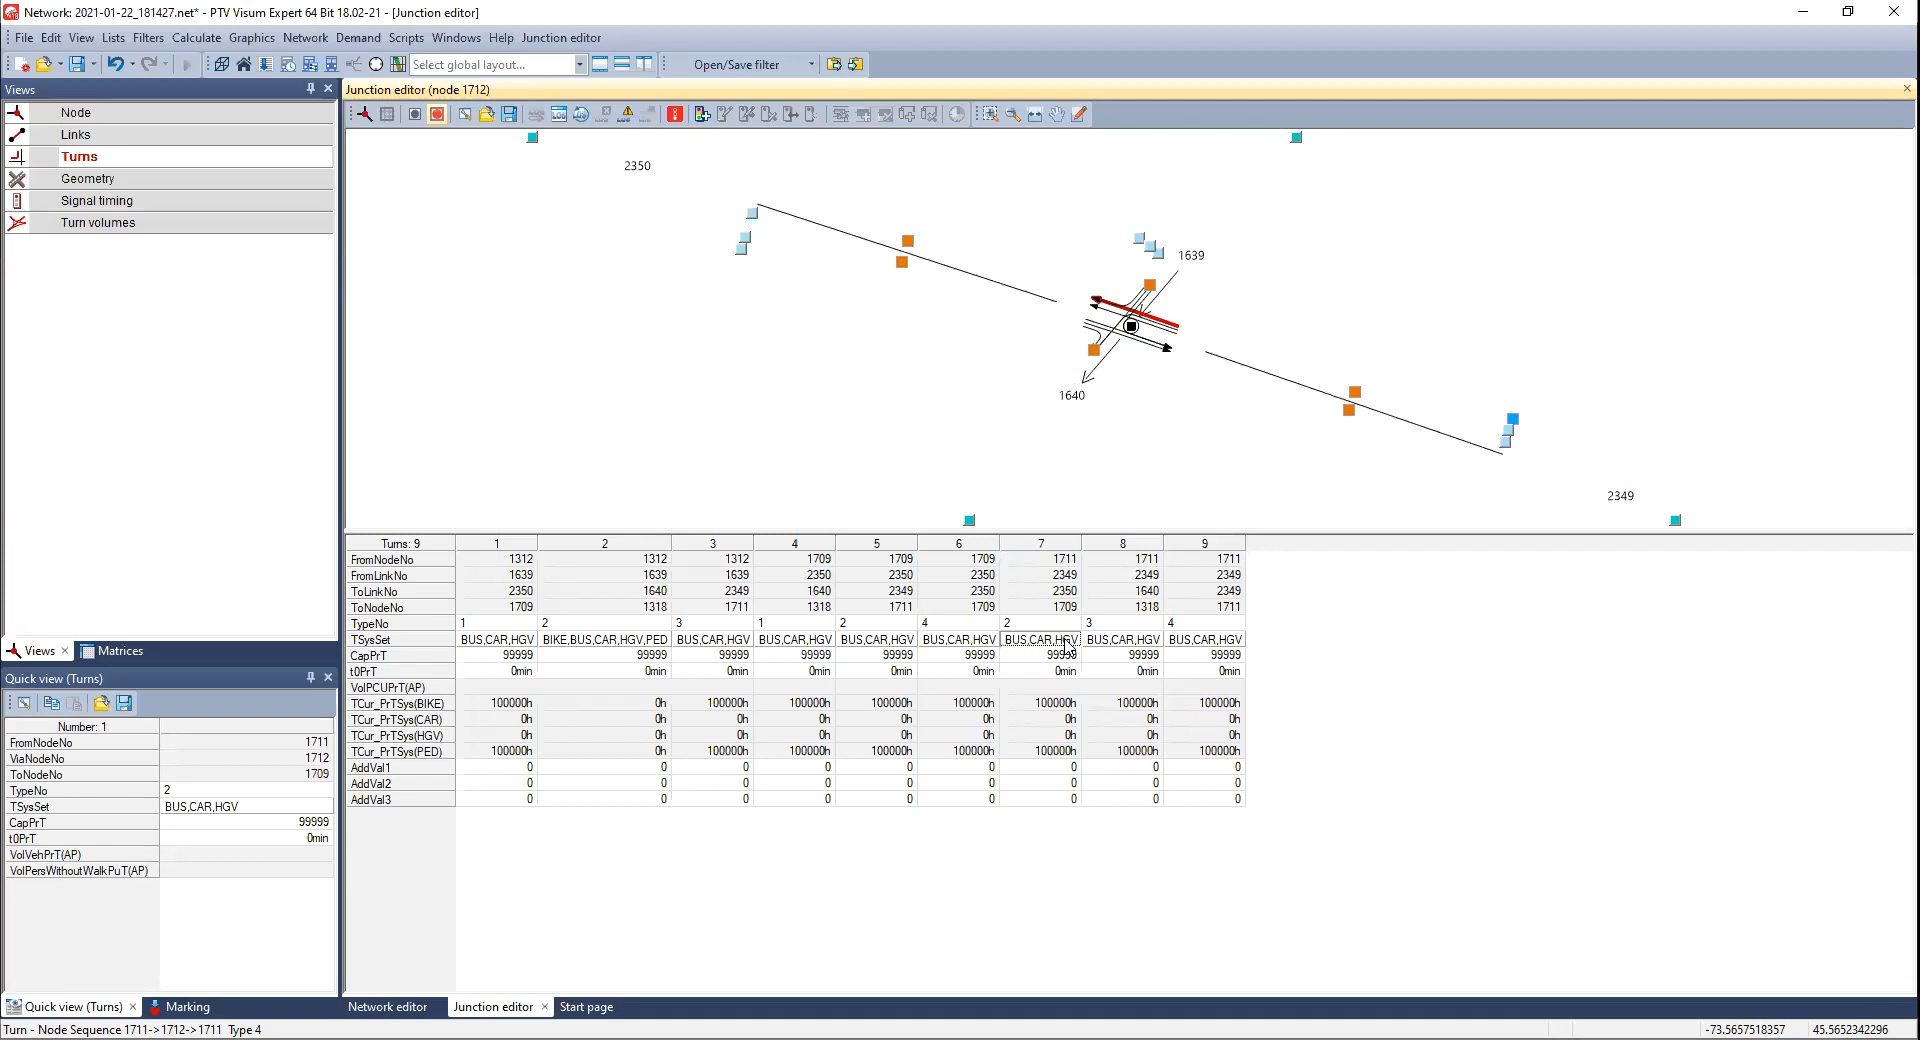 Network: 2021-01-22_181427.net* - PTV Visum Expert 64 Bit 18.02-21 - [Junction editor]
File Edit View Lists Filters Calculate Graphics Network Demand Scripts Windows Help Junction editor
Select global layout... Open/Save filter
Views
Node
Links
Turns
Geometry
Signal timing
Turn volumes
Views Matrices
Quick view (Turns)
Number: 1
FromNodeNo 1711
ViaNodeNo 1712
ToNodeNo 1709
TypeNo 2
TSysSet BUS,CAR,HGV
CapPrT 99999
t0PrT 0min
VolVehPrT(AP)
VolPersWithoutWalkPuT(AP)
Quick view (Turns) Marking
Junction editor (node 1712)
2350
1639
1640
2349
Turns: 9 1 2 3 4 5 6 7 8 9
FromNodeNo 1312 1312 1312 1709 1709 1709 1711 1711 1711
FromLinkNo 1639 1639 1639 2350 2350 2350 2349 2349 2349
ToLinkNo 2350 1640 2349 1640 2349 2350 2350 1640 2349
ToNodeNo 1709 1318 1711 1318 1711 1709 1709 1318 1711
TypeNo 1 2 3 1 2 4 2 3 4
TSysSet BUS,CAR,HGV BIKE,BUS,CAR,HGV,PED BUS,CAR,HGV BUS,CAR,HGV BUS,CAR,HGV BUS,CAR,HGV BUS,CAR,HGV BUS,CAR,HGV BUS,CAR,HGV
CapPrT 99999 99999 99999 99999 99999 99999 99999 99999 99999
t0PrT 0min 0min 0min 0min 0min 0min 0min 0min 0min
VolPCUPrT(AP)
TCur_PrTSys(BIKE) 100000h 0h 100000h 100000h 100000h 100000h 100000h 100000h 100000h
TCur_PrTSys(CAR) 0h 0h 0h 0h 0h 0h 0h 0h 0h
TCur_PrTSys(HGV) 0h 0h 0h 0h 0h 0h 0h 0h 0h
TCur_PrTSys(PED) 100000h 0h 100000h 100000h 100000h 100000h 100000h 100000h 100000h
AddVal1 0 0 0 0 0 0 0 0 0
AddVal2 0 0 0 0 0 0 0 0 0
AddVal3 0 0 0 0 0 0 0 0 0
Network editor Junction editor Start page
Turn - Node Sequence 1711->1712->1711 Type 4 -73.5657518357 45.5652342296